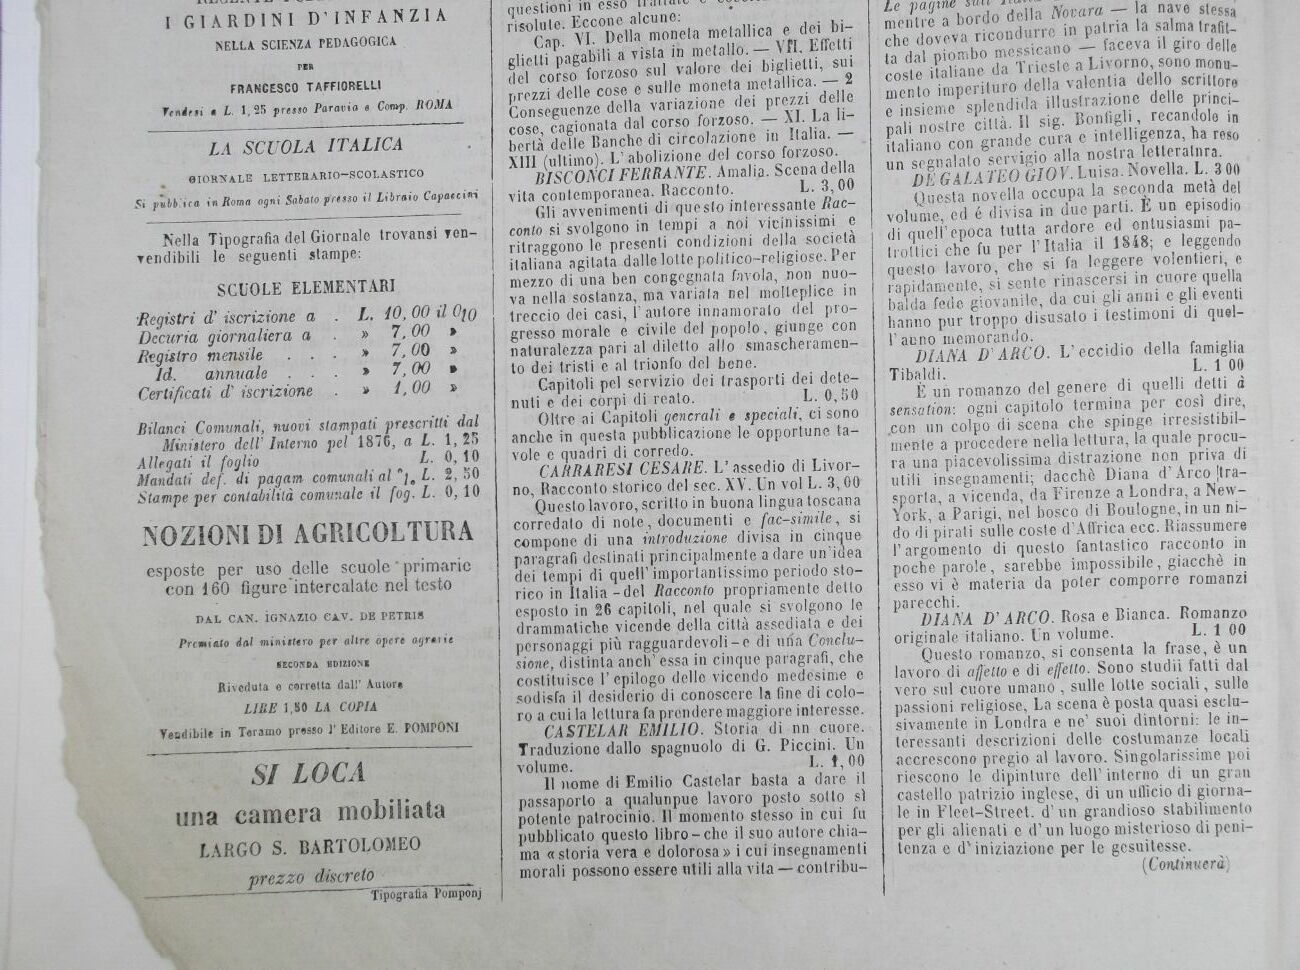 I GIARDINI D'INFANZIA
NELLA SCIENZA PEDAGOGICA
PER
FRANCESCO TAFFIORELLI
Vendesi a L. 1,25 presso Paravia e Comp. ROMA
LA SCUOLA ITALICA
GIORNALE LETTERARIO-SCOLASTICO
Si pubblica in Roma ogni Sabato presso il Libraio Capaccini
Nella Tipografia del Giornale trovansi ven-
vendibili le seguenti stampe:
SCUOLE ELEMENTARI
Registri d' iscrizione a . L. 10,00 il 0|0
Decuria giornaliera a . » 7,00 »
Registro mensile . . . » 7,00 »
Id. annuale . . . » 7,00 »
Certificati d' iscrizione . » 1,00 »
Bilanci Comunali, nuovi stampati prescritti dal
Ministero dell' Interno pel 1876, a L. 1,25
Allegati il foglio L. 0,10
Mandati def. di pagam comunali al % L. 2,50
Stampe per contabilità comunale il fog. L. 0,10
NOZIONI DI AGRICOLTURA
esposte per uso delle scuole primarie
con 160 figure intercalate nel testo
DAL CAN. IGNAZIO CAV. DE PETRIS
Premiato dal ministero per altre opere agrarie
SECONDA EDIZIONE
Riveduta e corretta dall' Autore
LIRE 1,50 LA COPIA
Vendibile in Teramo presso l' Editore E. POMPONI
SI LOCA
una camera mobiliata
LARGO S. BARTOLOMEO
prezzo discreto
Tipografia Pomponj
questioni in esso trattate e
risolute. Eccone alcune:
Cap. VI. Della moneta metallica e dei bi-
glietti pagabili a vista in metallo. — VII. Effetti
del corso forzoso sul valore dei biglietti, sui
prezzi delle cose e sulle moneta metallica. — 2
Conseguenze della variazione dei prezzi delle
cose, cagionata dal corso forzoso. — XI. La li-
bertà delle Banche di circolazione in Italia. —
XIII (ultimo). L' abolizione del corso forzoso.
BISCONCI FERRANTE. Amalia. Scena della
vita contemporanea. Racconto. L. 3,00
Gli avvenimenti di questo interessante Rac-
conto si svolgono in tempi a noi vicinissimi e
ritraggono le presenti condizioni della società
italiana agitata dalle lotte politico-religiose. Per
mezzo di una ben congegnata favola, non nuo-
va nella sostanza, ma variata nel molteplice in
treccio dei casi, l'autore innamorato del pro-
gresso morale e civile del popolo, giunge con
naturalezza pari al diletto allo smascheramen-
to dei tristi e al trionfo del bene.
Capitoli pel servizio dei trasporti dei dete-
nuti e dei corpi di reato. L. 0,50
Oltre ai Capitoli generali e speciali, ci sono
anche in questa pubblicazione le opportune ta-
vole e quadri di corredo.
CARRARESI CESARE. L' assedio di Livor-
no, Racconto storico del sec. XV. Un vol L. 3,00
Questo lavoro, scritto in buona lingua toscana
corredato di note, documenti e fac-simile, si
compone di una introduzione divisa in cinque
paragrafi destinati principalmente a dare un' idea
dei tempi di quell' importantissimo periodo sto-
rico in Italia - del Racconto propriamente detto
esposto in 26 capitoli, nel quale si svolgono le
drammatiche vicende della città assediata e dei
personaggi più ragguardevoli - e di una Conclu-
sione, distinta anch' essa in cinque paragrafi, che
costituisce l' epilogo delle vicendo medesime e
sodisfa il desiderio di conoscere la fine di colo-
ro a cui la lettura fa prendere maggiore interesse.
CASTELAR EMILIO. Storia di nn cuore.
Traduzione dallo spagnuolo di G. Piccini. Un
volume. L. 1,00
Il nome di Emilio Castelar basta a dare il
passaporto a qualunpue lavoro posto sotto sì
potente patrocinio. Il momento stesso in cui fu
pubblicato questo libro - che il suo autore chia-
ma « storia vera e dolorosa » i cui insegnamenti
morali possono essere utili alla vita — contribu-
Le pagine sull'
mentre a bordo della Novara — la nave stessa
che doveva ricondurre in patria la salma trafit-
ta dal piombo messicano — faceva il giro delle
coste italiane da Trieste a Livorno, sono monu-
mento imperituro della valentia dello scrittore
e insieme splendida illustrazione delle princi-
pali nostre città. Il sig. Bonfigli, recandole in
italiano con grande cura e intelligenza, ha reso
un segnalato servigio alla nostra letteratnra.
DE GALATEO GIOV. Luisa. Novella. L. 3 00
Questa novella occupa la seconda metà del
volume, ed é divisa in due parti. È un episodio
di quell'epoca tutta ardore ed entusiasmi pa-
trottici che fu per l'Italia il 1848; e leggendo
questo lavoro, che si fa leggere volentieri, e
rapidamente, si sente rinascersi in cuore quella
balda fede giovanile, da cui gli anni e gli eventi
hanno pur troppo disusato i testimoni di quel-
l'anno memorando.
DIANA D'ARCO. L'eccidio della famiglia
Tibaldi. L. 1 00
È un romanzo del genere di quelli detti à
sensation: ogni capitolo termina per così dire,
con un colpo di scena che spinge irresistibil-
mente a procedere nella lettura, la quale procu-
ra una piacevolissima distrazione non priva di
utili insegnamenti; dacchè Diana d'Arco tra-
sporta, a vicenda, da Firenze a Londra, a New-
York, a Parigi, nel bosco di Boulogne, in un ni-
do di pirati sulle coste d'Affrica ecc. Riassumere
l'argomento di questo fantastico racconto in
poche parole, sarebbe impossibile, giacchè in
esso vi è materia da poter comporre romanzi
parecchi.
DIANA D' ARCO. Rosa e Bianca. Romanzo
originale italiano. Un volume. L. 1 00
Questo romanzo, si consenta la frase, è un
lavoro di affetto e di effetto. Sono studii fatti dal
vero sul cuore umano, sulle lotte sociali, sulle
passioni religiose, La scena è posta quasi esclu-
sivamente in Londra e ne' suoi dintorni: le in-
teressanti descrizioni delle costumanze locali
accrescono pregio al lavoro. Singolarissime poi
riescono le dipinture dell' interno di un gran
castello patrizio inglese, di un ufficio di giorna-
le in Fleet-Street. d' un grandioso stabilimento
per gli alienati e d' un luogo misterioso di peni-
tenza e d' iniziazione per le gesuitesse.
(Continuerà)